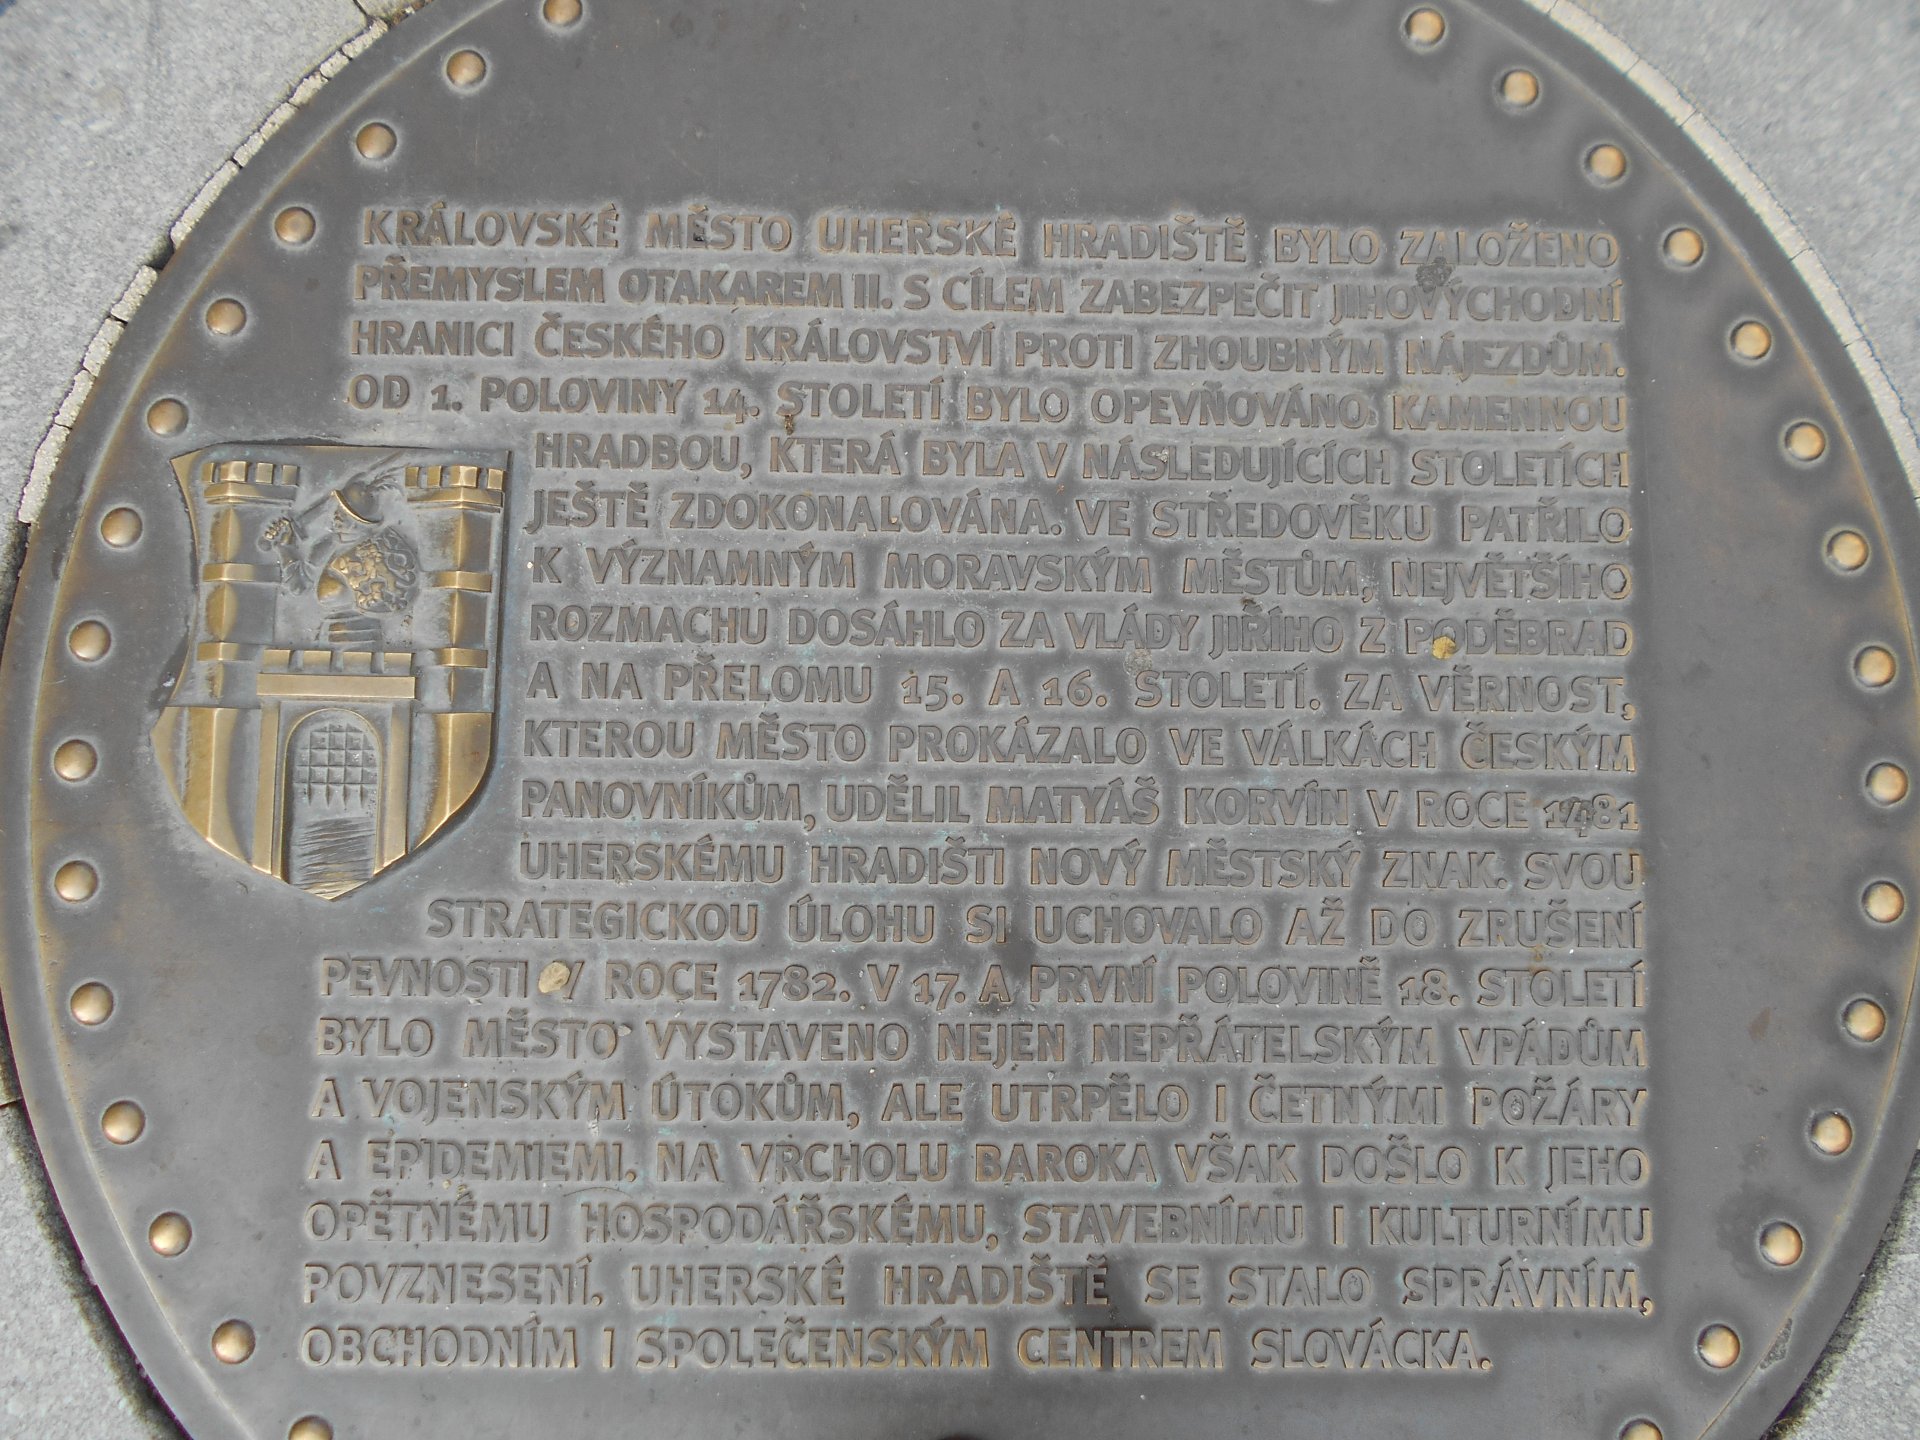 KRÁLOVSKÉ MĚSTO UHERSKÉ HRADIŠTĚ BYLO ZALOŽENO
PŘEMYSLEM OTAKAREM II. S CÍLEM ZABEZPEČIT JIHOVÝCHODNÍ
HRANICI ČESKÉHO KRÁLOVSTVÍ PROTI ZHOUBNÝM NÁJEZDŮM.
OD 1. POLOVINY 14. STOLETÍ BYLO OPEVŇOVÁNO KAMENNOU
HRADBOU, KTERÁ BYLA V NÁSLEDUJÍCÍCH STOLETÍCH
JEŠTĚ ZDOKONALOVÁNA. VE STŘEDOVĚKU PATŘILO
K VÝZNAMNÝM MORAVSKÝM MĚSTŮM, NEJVĚTŠÍHO
ROZMACHU DOSÁHLO ZA VLÁDY JIŘÍHO Z PODĚBRAD
A NA PŘELOMU 15. A 16. STOLETÍ. ZA VĚRNOST,
KTEROU MĚSTO PROKÁZALO VE VÁLKÁCH ČESKÝM
PANOVNÍKŮM, UDĚLIL MATYÁŠ KORVÍN V ROCE 1481
UHERSKÉMU HRADIŠTI NOVÝ MĚSTSKÝ ZNAK. SVOU
STRATEGICKOU ÚLOHU SI UCHOVALO AŽ DO ZRUŠENÍ
PEVNOSTI V ROCE 1782. V 17. A PRVNÍ POLOVINĚ 18. STOLETÍ
BYLO MĚSTO VYSTAVENO NEJEN NEPŘÁTELSKÝM VPÁDŮM
A VOJENSKÝM ÚTOKŮM, ALE UTRPĚLO I ČETNÝMI POŽÁRY
A EPIDEMIEMI. NA VRCHOLU BAROKA VŠAK DOŠLO K JEHO
OPĚTNÉMU HOSPODÁŘSKÉMU, STAVEBNÍMU I KULTURNÍMU
POVZNESENÍ. UHERSKÉ HRADIŠTĚ SE STALO SPRÁVNÍM,
OBCHODNÍM I SPOLEČENSKÝM CENTREM SLOVÁCKA.